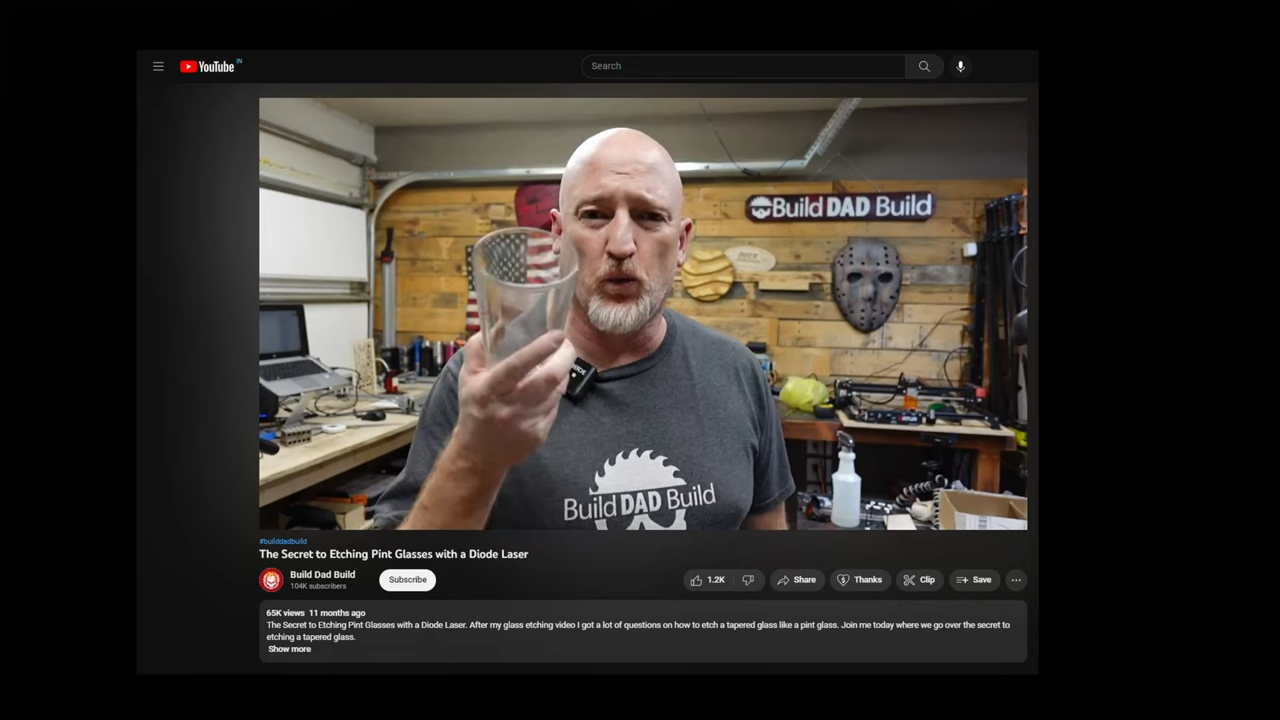 YouTube IN
Search
Build DAD Build
Build DAD Build
#builddadbuild
The Secret to Etching Pint Glasses with a Diode Laser
Build Dad Build
104K subscribers
Subscribe
1.2K
Share
Thanks
Clip
Save
65K views 11 months ago
The Secret to Etching Pint Glasses with a Diode Laser. After my glass etching video I got a lot of questions on how to etch a tapered glass like a pint glass. Join me today where we go over the secret to
etching a tapered glass.
Show more